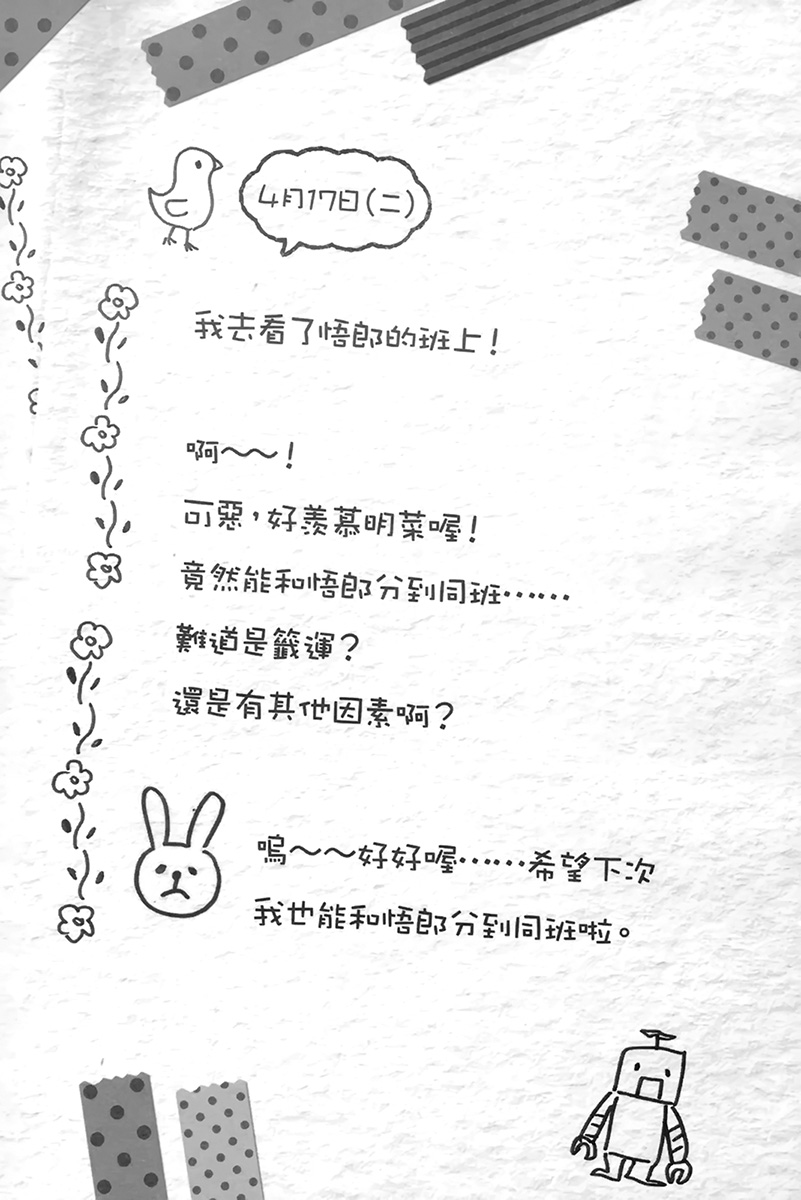 4月17日(二)
我去看了悟郎的班上！
啊～～！
可惡，好羨慕明菜喔！
竟然能和悟郎分到同班……
難道是籤運？
還是有其他因素啊？
嗚～～好好喔……希望下次
我也能和悟郎分到同班啦。